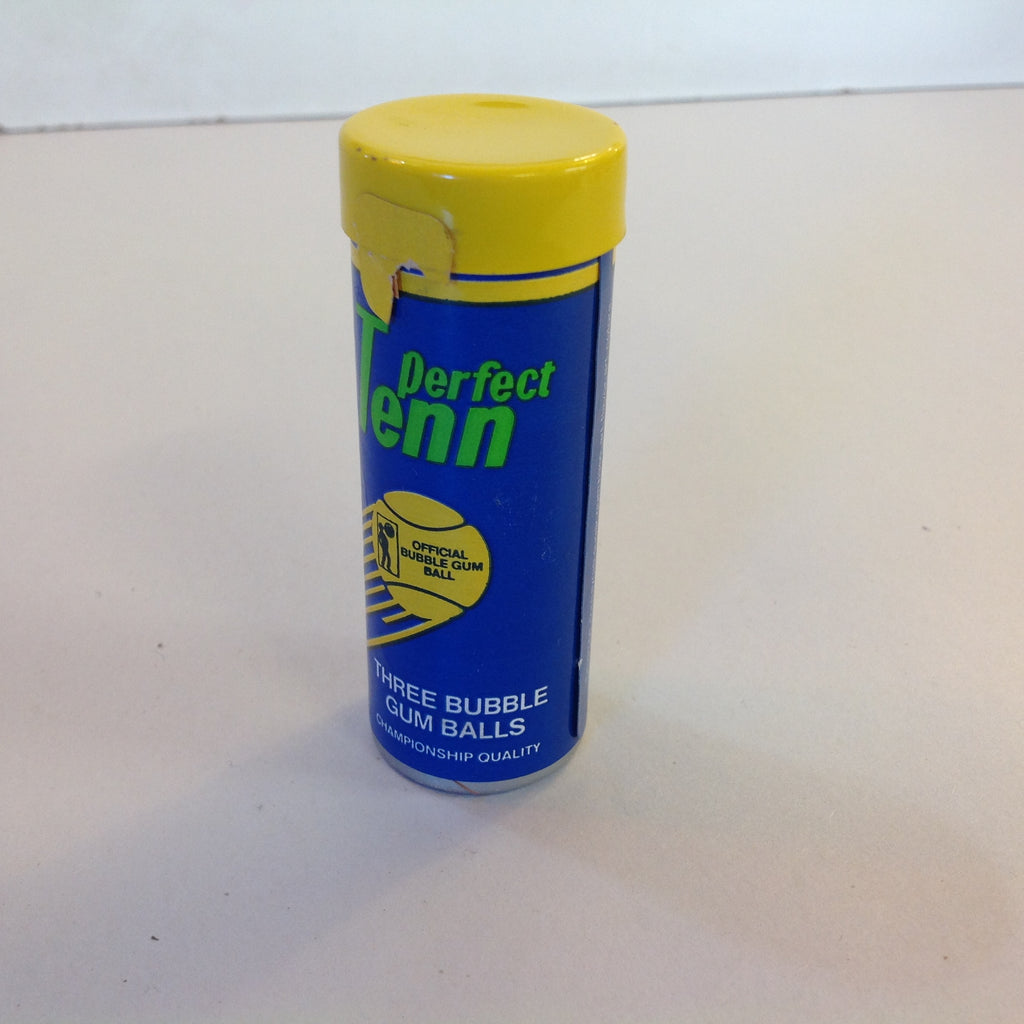 perfect
Tenn
OFFICIAL
BUBBLE GUM
BALL
THREE BUBBLE
GUM BALLS
CHAMPIONSHIP QUALITY